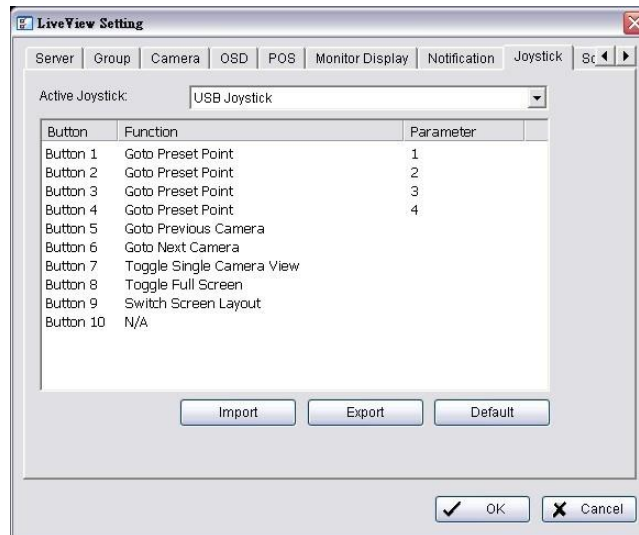 LiveView Setting
Server Group Camera OSD POS Monitor Display Notification Joystick Sc
Active Joystick: USB Joystick
Button Function Parameter
Button 1 Goto Preset Point 1
Button 2 Goto Preset Point 2
Button 3 Goto Preset Point 3
Button 4 Goto Preset Point 4
Button 5 Goto Previous Camera
Button 6 Goto Next Camera
Button 7 Toggle Single Camera View
Button 8 Toggle Full Screen
Button 9 Switch Screen Layout
Button 10 N/A
Import Export Default
OK Cancel